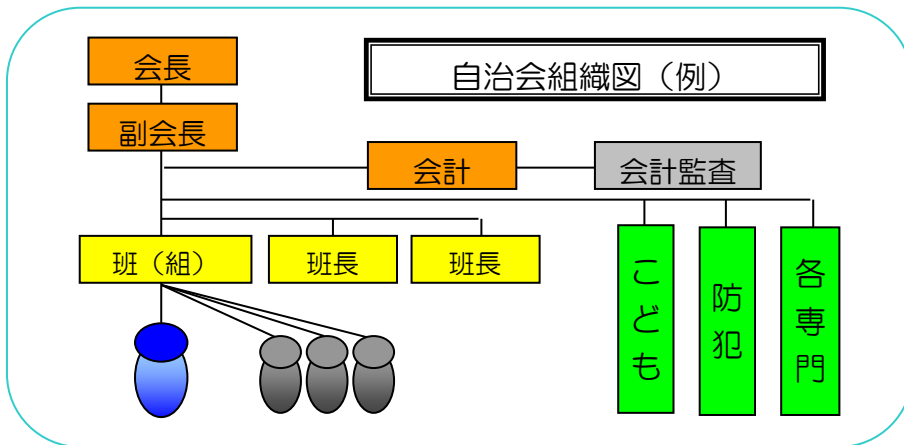 会長
自治会組織図（例）
副会長
会計
会計監査
班（組）
班長
班長
こども
防犯
各専門